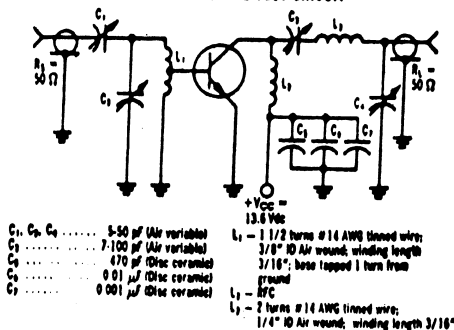 C₁
C₃
L₃
L₁
R₅ =
50 Ω
C₂
L₂
C₄
R₅ =
50 Ω
C₅
C₆
C₇
+V_CC =
13.6 Vdc
C₁, C₂, C₄ ...... 5-50 pF (Air variable)
C₃ .......... 7-100 pF (Air variable)
C₅ .......... 470 pF (Disc ceramic)
C₆ .......... 0.01 µF (Disc ceramic)
C₇ .......... 0.001 µF (Disc ceramic)
L₁ - 1 1/2 turns #14 AWG tinned wire;
3/8" ID Air wound; winding length
3/16"; base tapped 1 turn from
ground
L₂ - RFC
L₃ - 2 turns #14 AWG tinned wire;
1/4" ID Air wound; winding length 3/16"